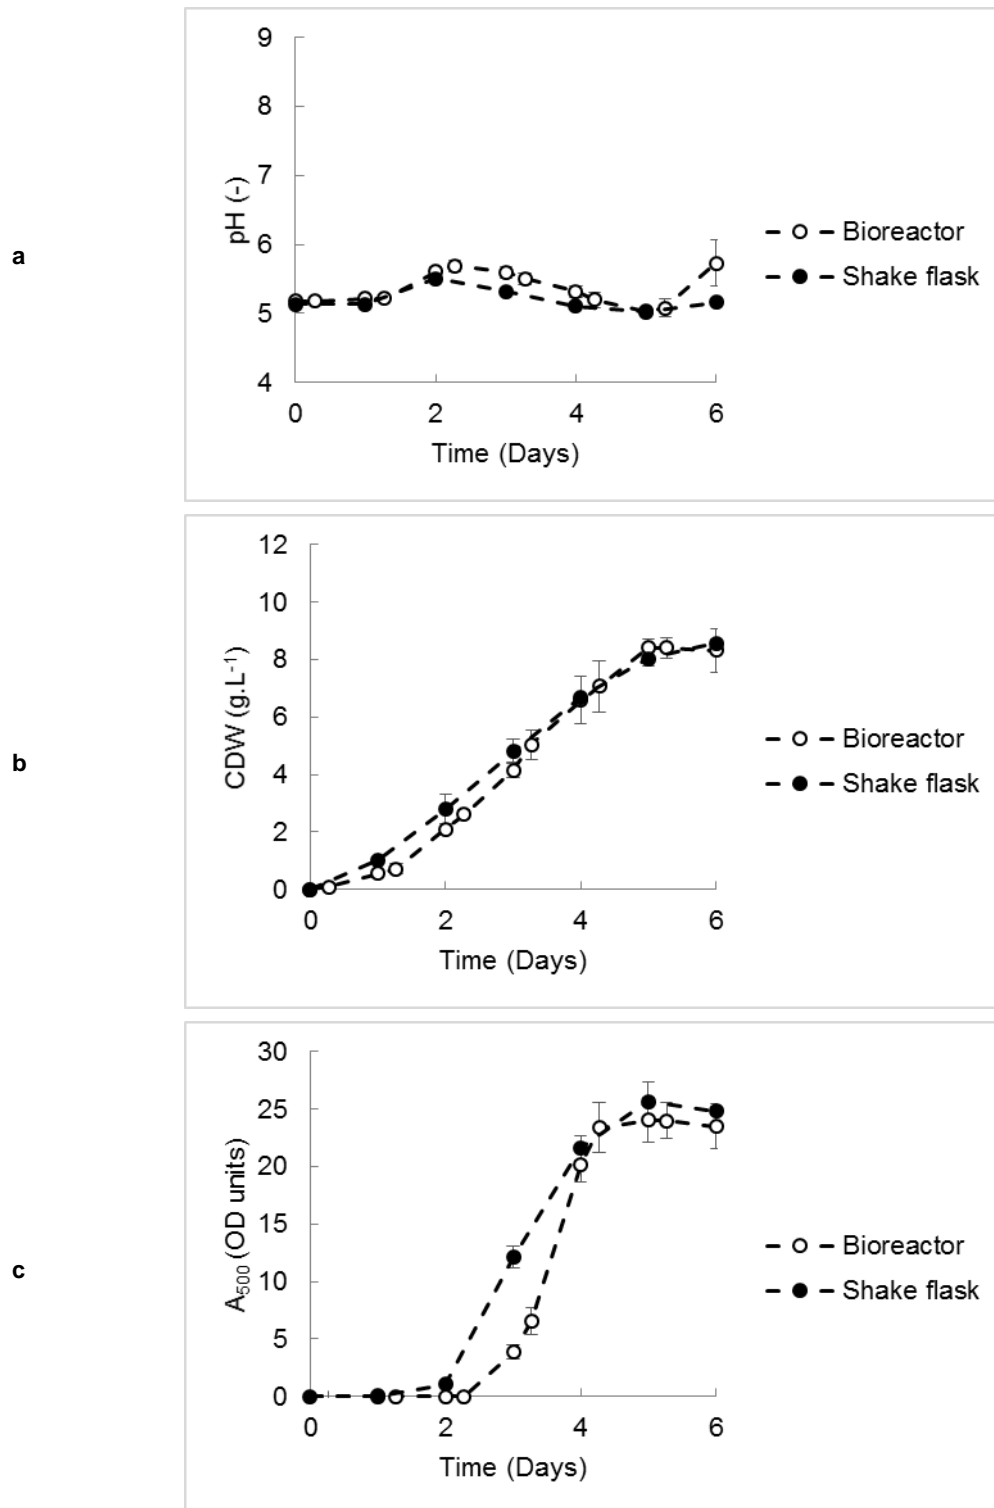 a
9
8
7
6
5
4
pH (-)
0 2 4 6
Time (Days)
Bioreactor
Shake flask
b
12
10
8
6
4
2
0
CDW (g.L⁻¹)
0 2 4 6
Time (Days)
Bioreactor
Shake flask
c
30
25
20
15
10
5
0
A₅₀₀ (OD units)
0 2 4 6
Time (Days)
Bioreactor
Shake flask